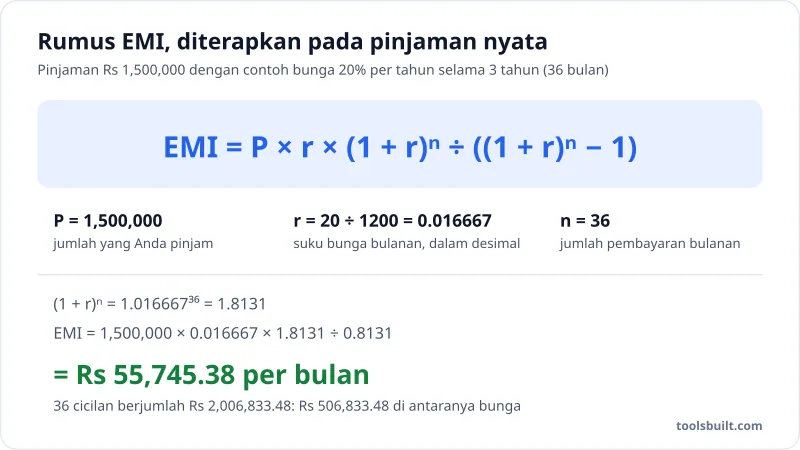 Rumus EMI, diterapkan pada pinjaman nyata
Pinjaman Rs 1,500,000 dengan contoh bunga 20% per tahun selama 3 tahun (36 bulan)
EMI = P × r × (1 + r)ⁿ ÷ ((1 + r)ⁿ − 1)
P = 1,500,000
jumlah yang Anda pinjam
r = 20 ÷ 1200 = 0.016667
suku bunga bulanan, dalam desimal
n = 36
jumlah pembayaran bulanan
(1 + r)ⁿ = 1.016667³⁶ = 1.8131
EMI = 1,500,000 × 0.016667 × 1.8131 ÷ 0.8131
= Rs 55,745.38 per bulan
36 cicilan berjumlah Rs 2,006,833.48: Rs 506,833.48 di antaranya bunga
toolsbuilt.com